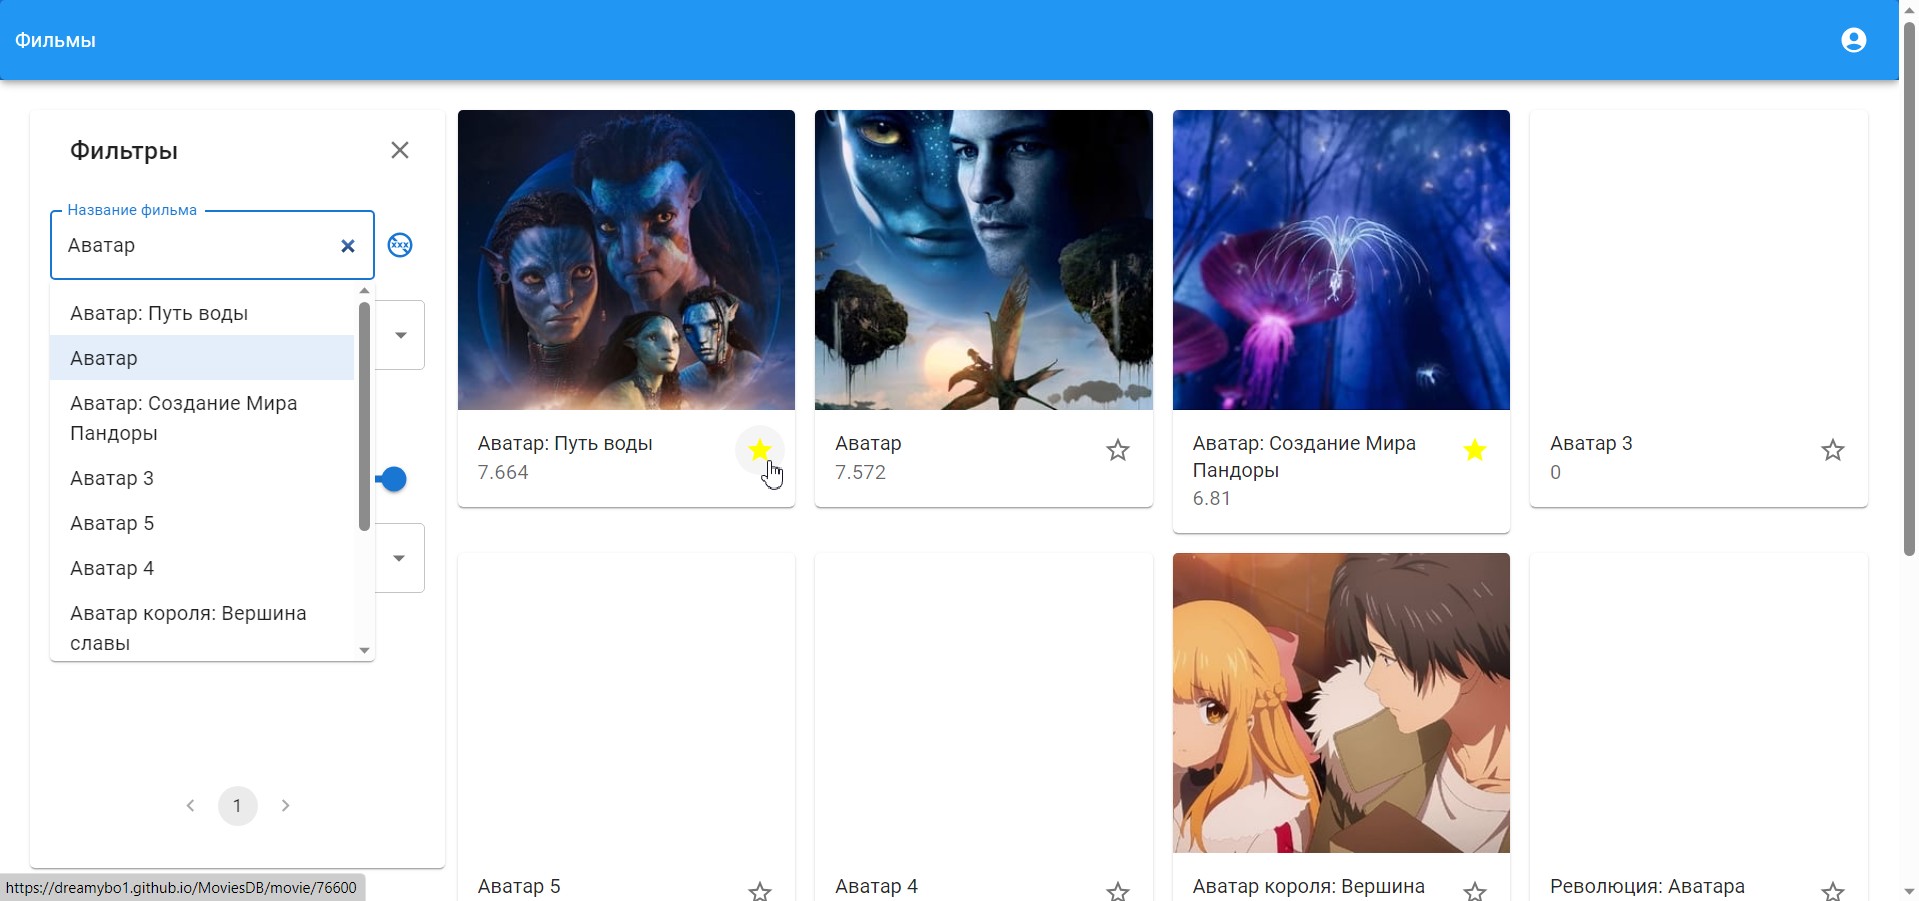 Фильмы
Фильтры
Название фильма
Аватар
xxx
Аватар: Путь воды
Аватар
Аватар: Создание Мира
Пандоры
Аватар 3
Аватар 5
Аватар 4
Аватар короля: Вершина
славы
1
Аватар: Путь воды
7.664
Аватар
7.572
Аватар: Создание Мира
Пандоры
6.81
Аватар 3
0
Аватар 5
Аватар 4
Аватар короля: Вершина
Революция: Аватара
https://dreamybo1.github.io/MoviesDB/movie/76600